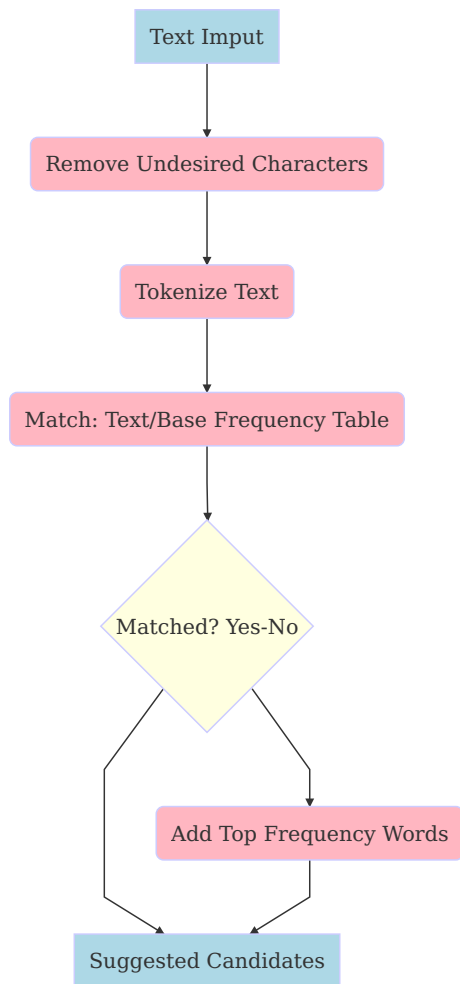 Text Imput
Remove Undesired Characters
Tokenize Text
Match: Text/Base Frequency Table
Matched? Yes-No
Add Top Frequency Words
Suggested Candidates